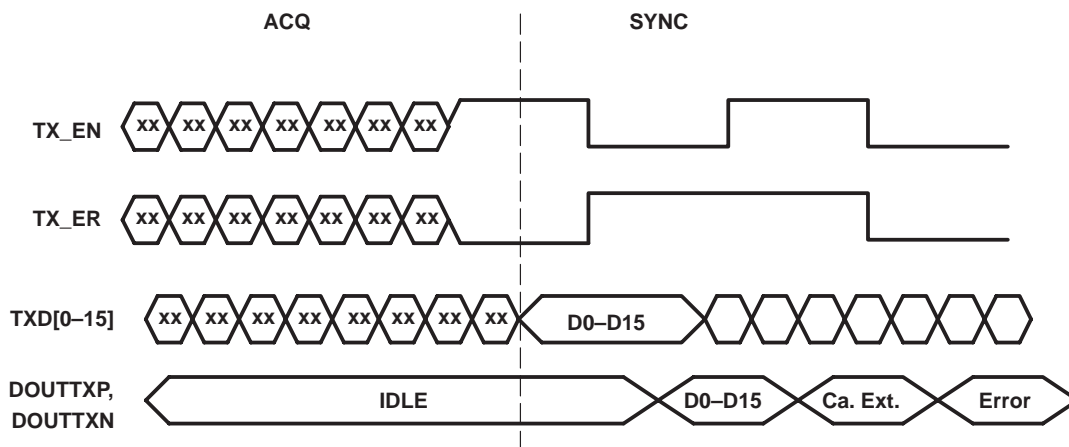 ACQ SYNC
TX_EN xx xx xx xx xx xx xx
TX_ER xx xx xx xx xx xx xx
TXD[0–15] xx xx xx xx xx xx xx xx D0–D15
DOUTTXP,
DOUTTXN IDLE D0–D15 Ca. Ext. Error